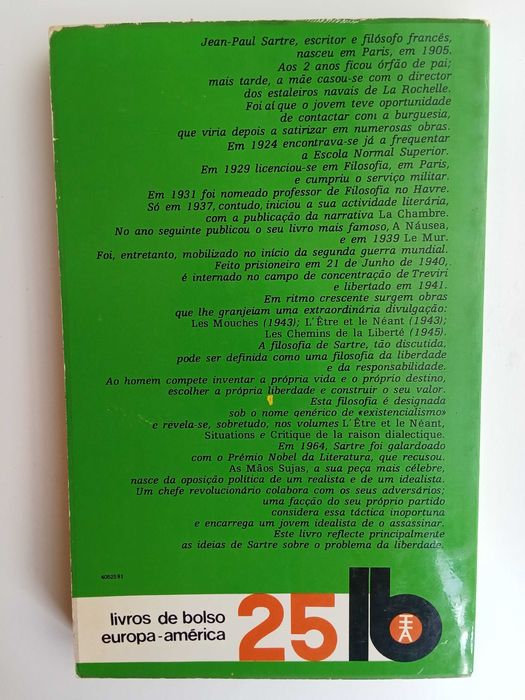 Jean-Paul Sartre, escritor e filósofo francês,
nasceu em Paris, em 1905.
Aos 2 anos ficou órfão de pai;
mais tarde, a mãe casou-se com o director
dos estaleiros navais de La Rochelle.
Foi aí que o jovem teve oportunidade
de contactar com a burguesia,
que viria depois a satirizar em numerosas obras.
Em 1924 encontrava-se já a frequentar
a Escola Normal Superior.
Em 1929 licenciou-se em Filosofia, em Paris,
e cumpriu o serviço militar.
Em 1931 foi nomeado professor de Filosofia no Havre.
Só em 1937, contudo, iniciou a sua actividade literária,
com a publicação da narrativa La Chambre.
No ano seguinte publicou o seu livro mais famoso, A Náusea,
e em 1939 Le Mur.
Foi, entretanto, mobilizado no início da segunda guerra mundial.
Feito prisioneiro em 21 de Junho de 1940,
é internado no campo de concentração de Treviri
e libertado em 1941.
Em ritmo crescente surgem obras
que lhe granjeiam uma extraordinária divulgação:
Les Mouches (1943); L'Être et le Néant (1943);
Les Chemins de la Liberté (1945).
A filosofia de Sartre, tão discutida,
pode ser definida como uma filosofia da liberdade
e da responsabilidade.
Ao homem compete inventar a própria vida e o próprio destino,
escolher a própria liberdade e construir o seu valor.
Esta filosofia é designada
sob o nome genérico de «existencialismo»
e revela-se, sobretudo, nos volumes L'Être et le Néant,
Situations e Critique de la raison dialectique.
Em 1964, Sartre foi galardoado
com o Prémio Nobel da Literatura, que recusou.
As Mãos Sujas, a sua peça mais célebre,
nasce da oposição política de um realista e de um idealista.
Um chefe revolucionário colabora com os seus adversários;
uma facção do seu próprio partido
considera essa táctica inoportuna
e encarrega um jovem idealista de o assassinar.
Este livro reflecte principalmente
as ideias de Sartre sobre o problema da liberdade.
livros de bolso
europa-américa
25
lb
EA